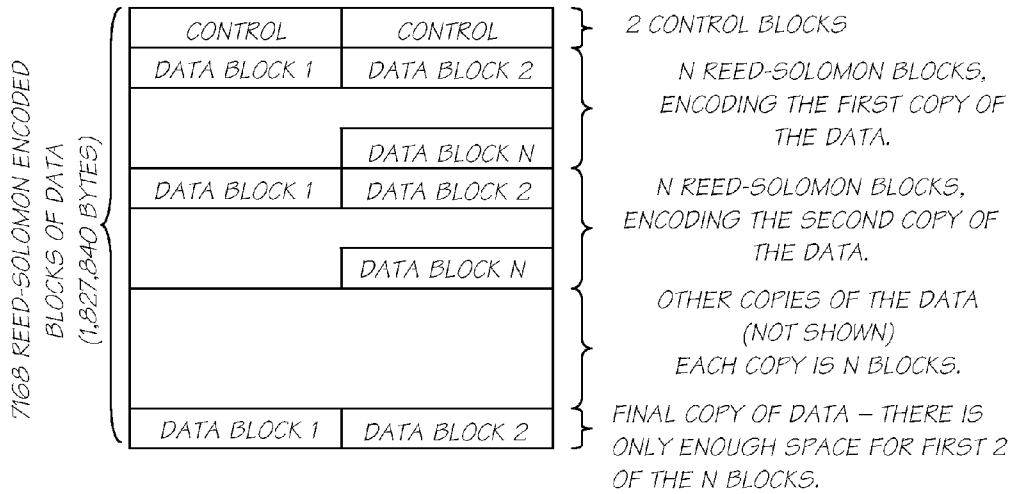 7168 REED-SOLOMON ENCODED
BLOCKS OF DATA
(1,827,840 BYTES)
CONTROL CONTROL
2 CONTROL BLOCKS
DATA BLOCK 1 DATA BLOCK 2
DATA BLOCK N
N REED-SOLOMON BLOCKS,
ENCODING THE FIRST COPY OF
THE DATA.
DATA BLOCK 1 DATA BLOCK 2
DATA BLOCK N
N REED-SOLOMON BLOCKS,
ENCODING THE SECOND COPY OF
THE DATA.
OTHER COPIES OF THE DATA
(NOT SHOWN)
EACH COPY IS N BLOCKS.
DATA BLOCK 1 DATA BLOCK 2
FINAL COPY OF DATA – THERE IS
ONLY ENOUGH SPACE FOR FIRST 2
OF THE N BLOCKS.